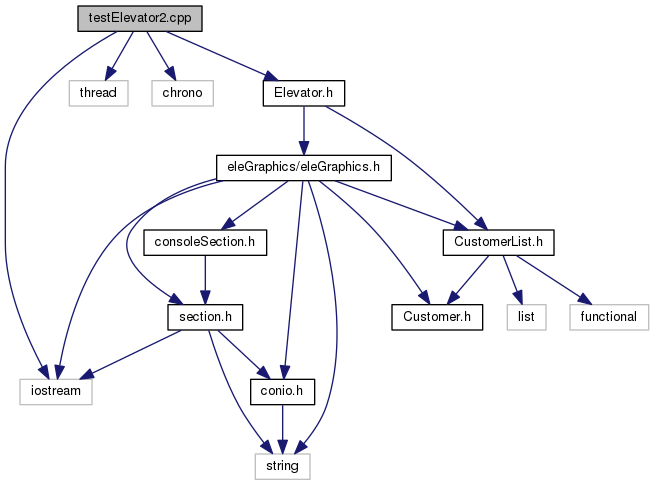 testElevator2.cpp
thread
chrono
Elevator.h
eleGraphics/eleGraphics.h
consoleSection.h
CustomerList.h
section.h
Customer.h
list
functional
iostream
conio.h
string